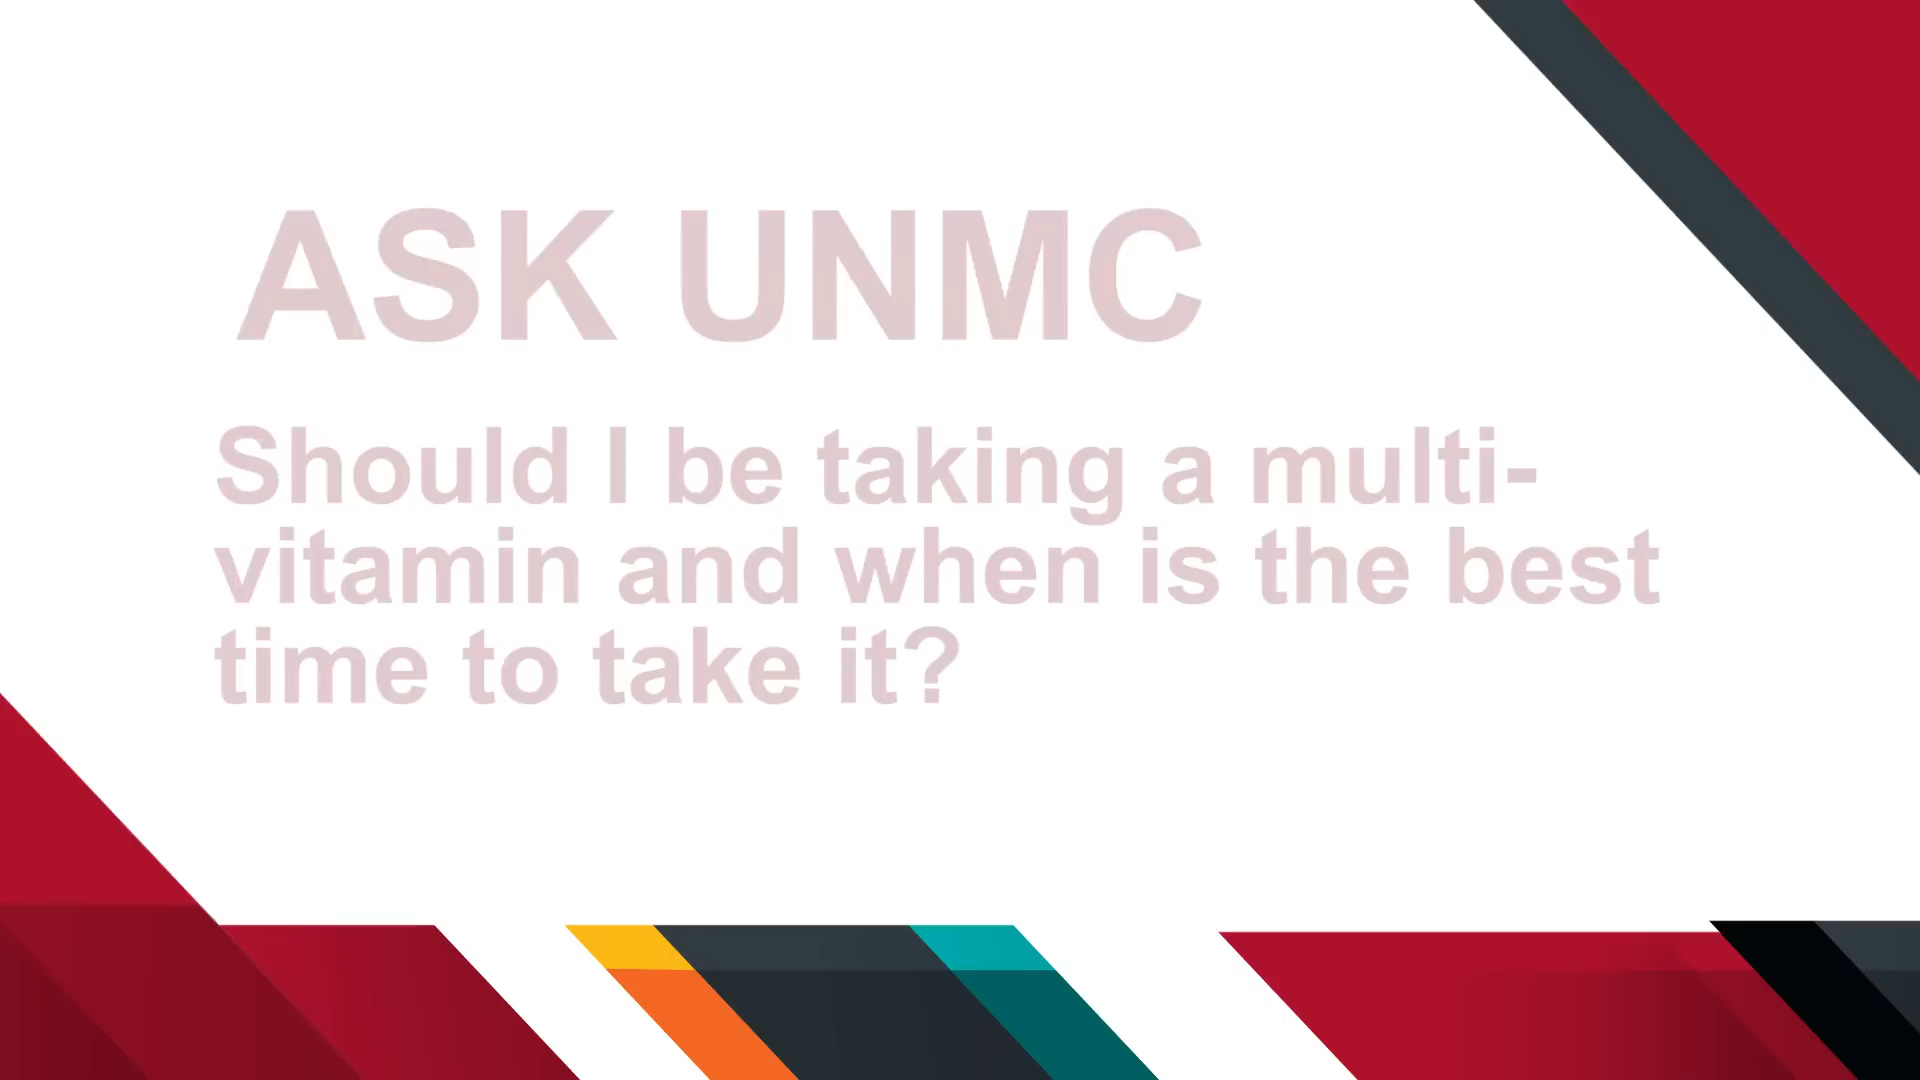 ASK UNMC
Should I be taking a multi-
vitamin and when is the best
time to take it?